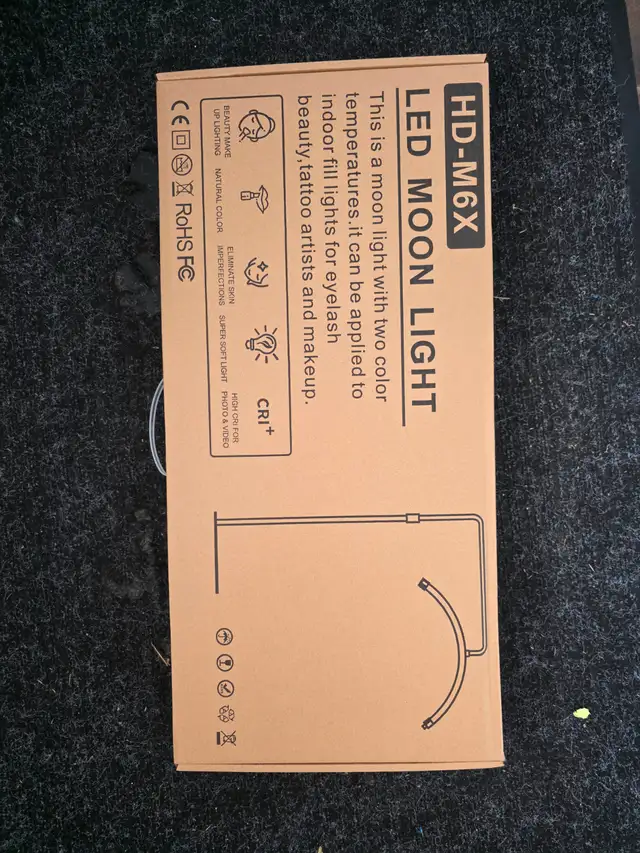 HD-M6X
LED MOON LIGHT
This is a moon light with two color
temperatures.it can be applied to
indoor fill lights for eyelash
beauty,tattoo artists and makeup.
CRI+
BEAUTY MAKE
UP LIGHTING
NATURAL COLOR
ELIMINATE SKIN
IMPERFECTIONS
SUPER SOFT LIGHT
HIGH CRI FOR
PHOTO & VIDEO
CE RoHS FC